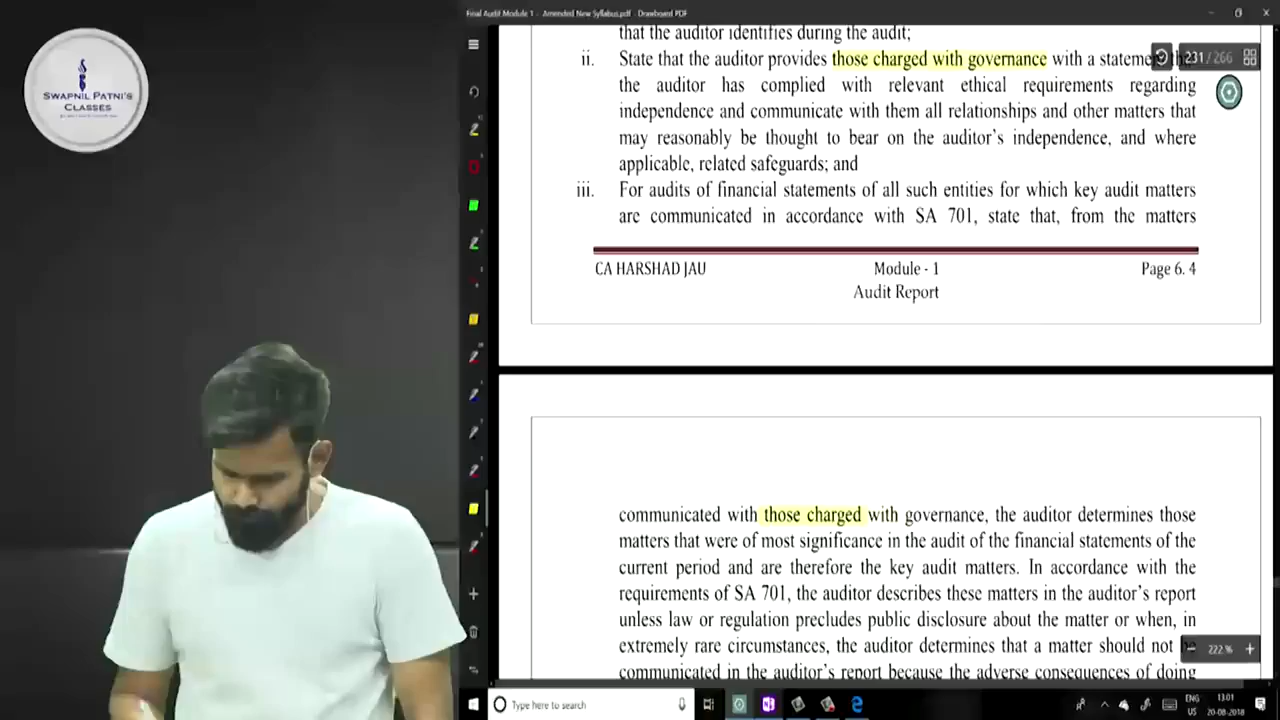 Final Audit Module 1 - Amended New Syllabus.pdf - Drawboard PDF
SWAPNIL PATNI'S
CLASSES
that the auditor identifies during the audit;
ii. State that the auditor provides those charged with governance with a statement
231 / 266
the auditor has complied with relevant ethical requirements regarding
independence and communicate with them all relationships and other matters that
may reasonably be thought to bear on the auditor's independence, and where
applicable, related safeguards; and
iii. For audits of financial statements of all such entities for which key audit matters
are communicated in accordance with SA 701, state that, from the matters
CA HARSHAD JAU Module - 1 Page 6. 4
Audit Report
communicated with those charged with governance, the auditor determines those
matters that were of most significance in the audit of the financial statements of the
current period and are therefore the key audit matters. In accordance with the
requirements of SA 701, the auditor describes these matters in the auditor's report
unless law or regulation precludes public disclosure about the matter or when, in
extremely rare circumstances, the auditor determines that a matter should not
222 %
communicated in the auditor's report because the adverse consequences of doing
Type here to search
ENG
US
13:01
20-08-2018